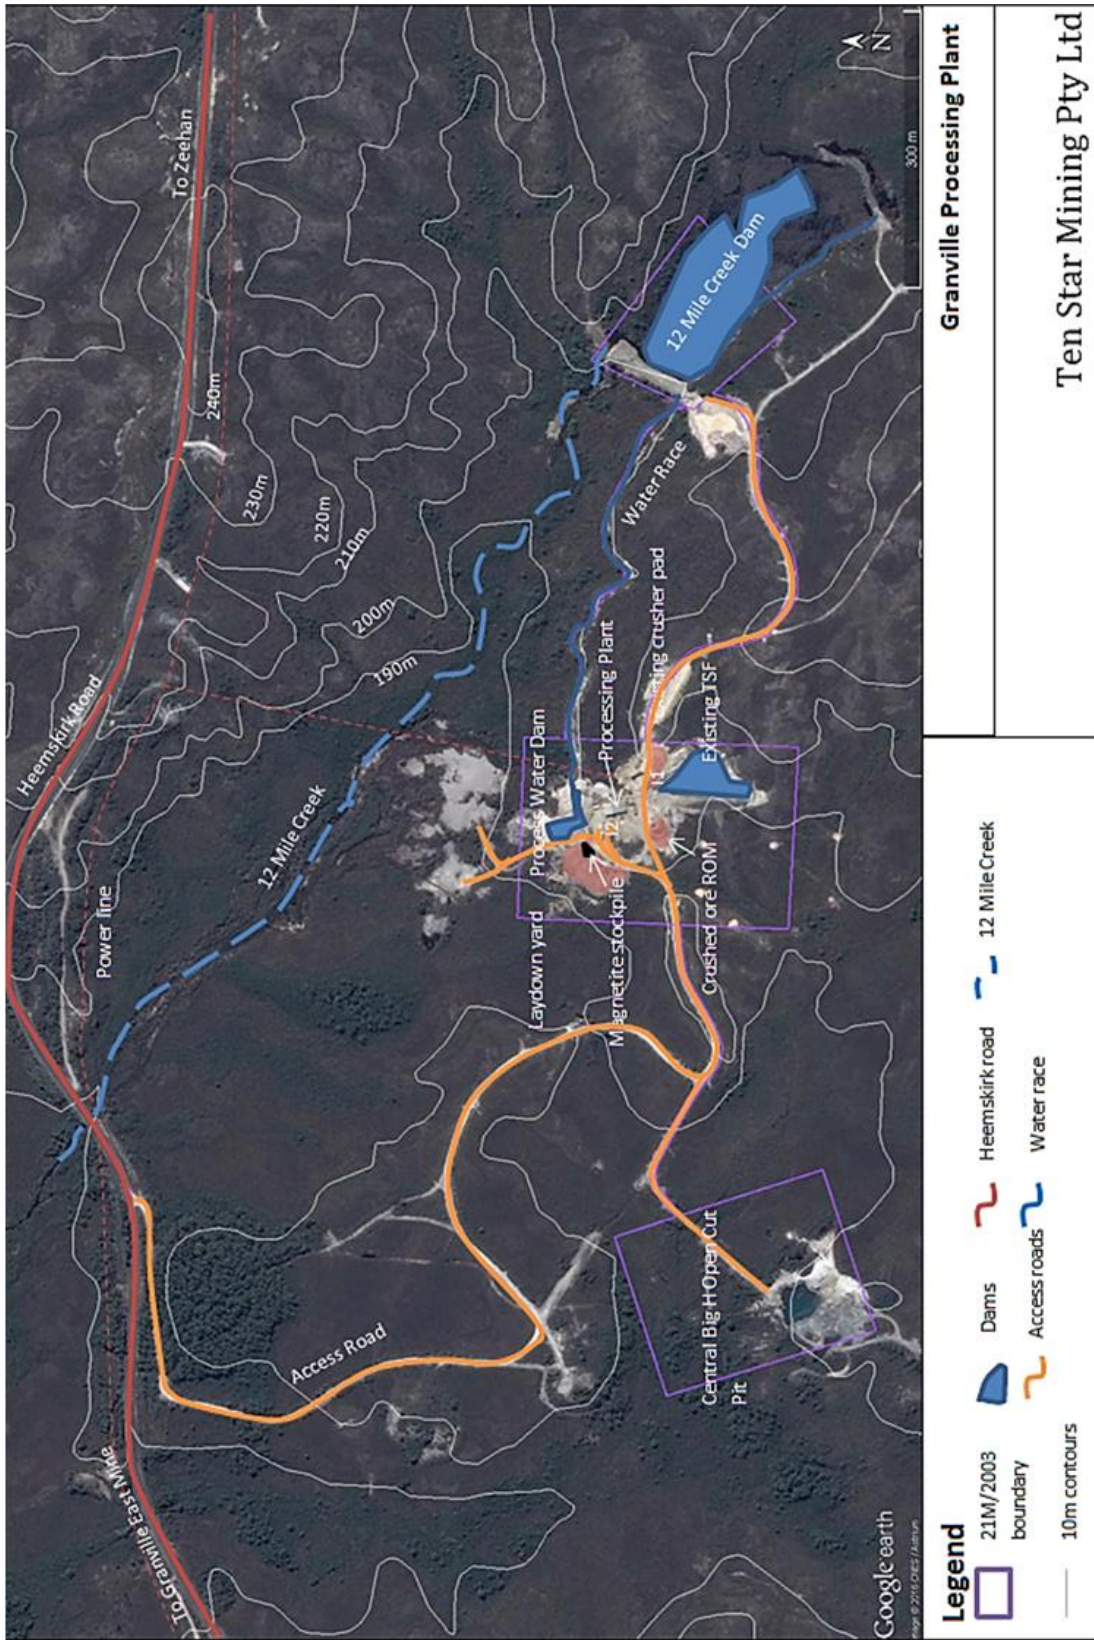 To Zeehan
Heemskirk Road
240m
230m
220m
210m
200m
190m
Power line
12 Mile Creek
12 Mile Creek Dam
Water Race
Process Water Dam
Processing Plant
crusher pad
Existing TSF
Laydown yard
Magnetite stockpile
Crushed ore ROM
Access Road
Central Big H Open Cut
Pit
To Granville East Mine
Google earth
N
300 m
Legend
21M/2003
boundary
Dams
Heemskirk road
12 Mile Creek
Access roads
Water race
10m contours
Granville Processing Plant
Ten Star Mining Pty Ltd